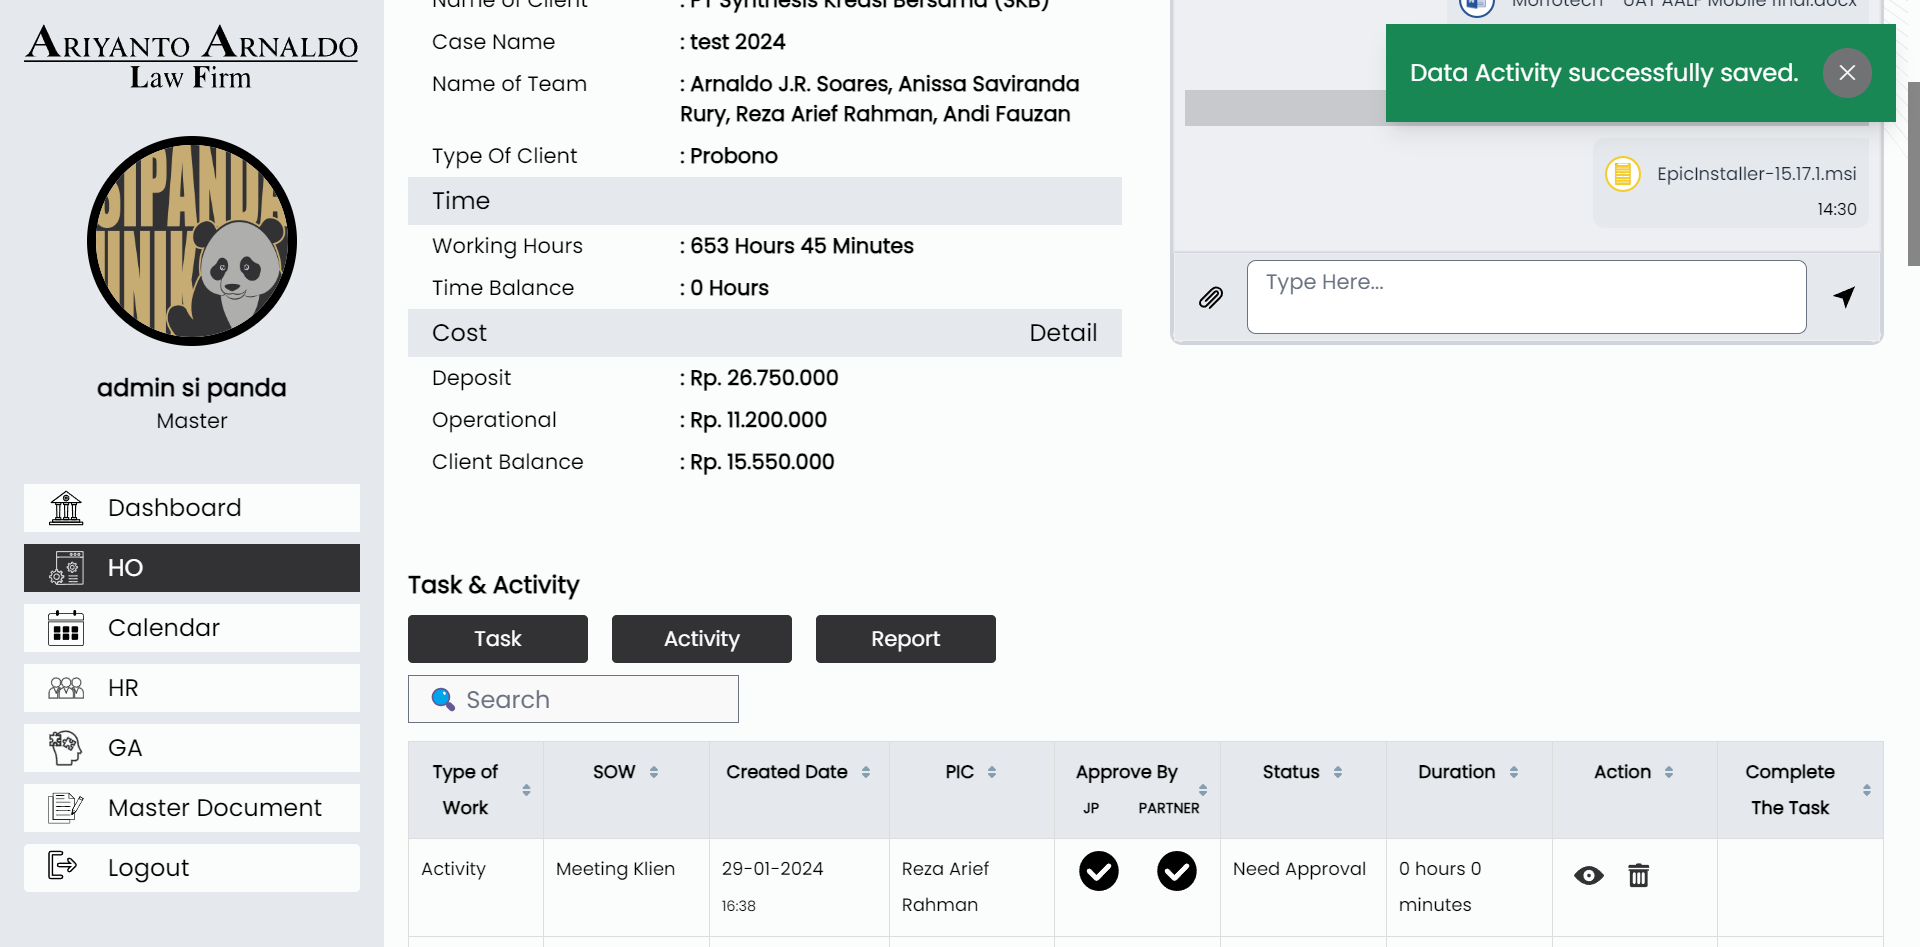 ARIYANTO ARNALDO
Law Firm
SIPANDA
UNIK
admin si panda
Master
Dashboard
HO
Calendar
HR
GA
Master Document
Logout
Name of Client : PT Synthesis Kreasi Bersama (SKB)
Case Name : test 2024
Name of Team : Arnaldo J.R. Soares, Anissa Saviranda
Rury, Reza Arief Rahman, Andi Fauzan
Type Of Client : Probono
Time
Working Hours : 653 Hours 45 Minutes
Time Balance : 0 Hours
Cost Detail
Deposit : Rp. 26.750.000
Operational : Rp. 11.200.000
Client Balance : Rp. 15.550.000
UAT AALF Mobile final.docx
Data Activity successfully saved.
EpicInstaller-15.17.1.msi
14:30
Type Here...
Task & Activity
Task Activity Report
Search
Type of Work SOW Created Date PIC Approve By JP PARTNER Status Duration Action Complete The Task
Activity Meeting Klien 29-01-2024 16:38 Reza Arief Rahman Need Approval 0 hours 0 minutes